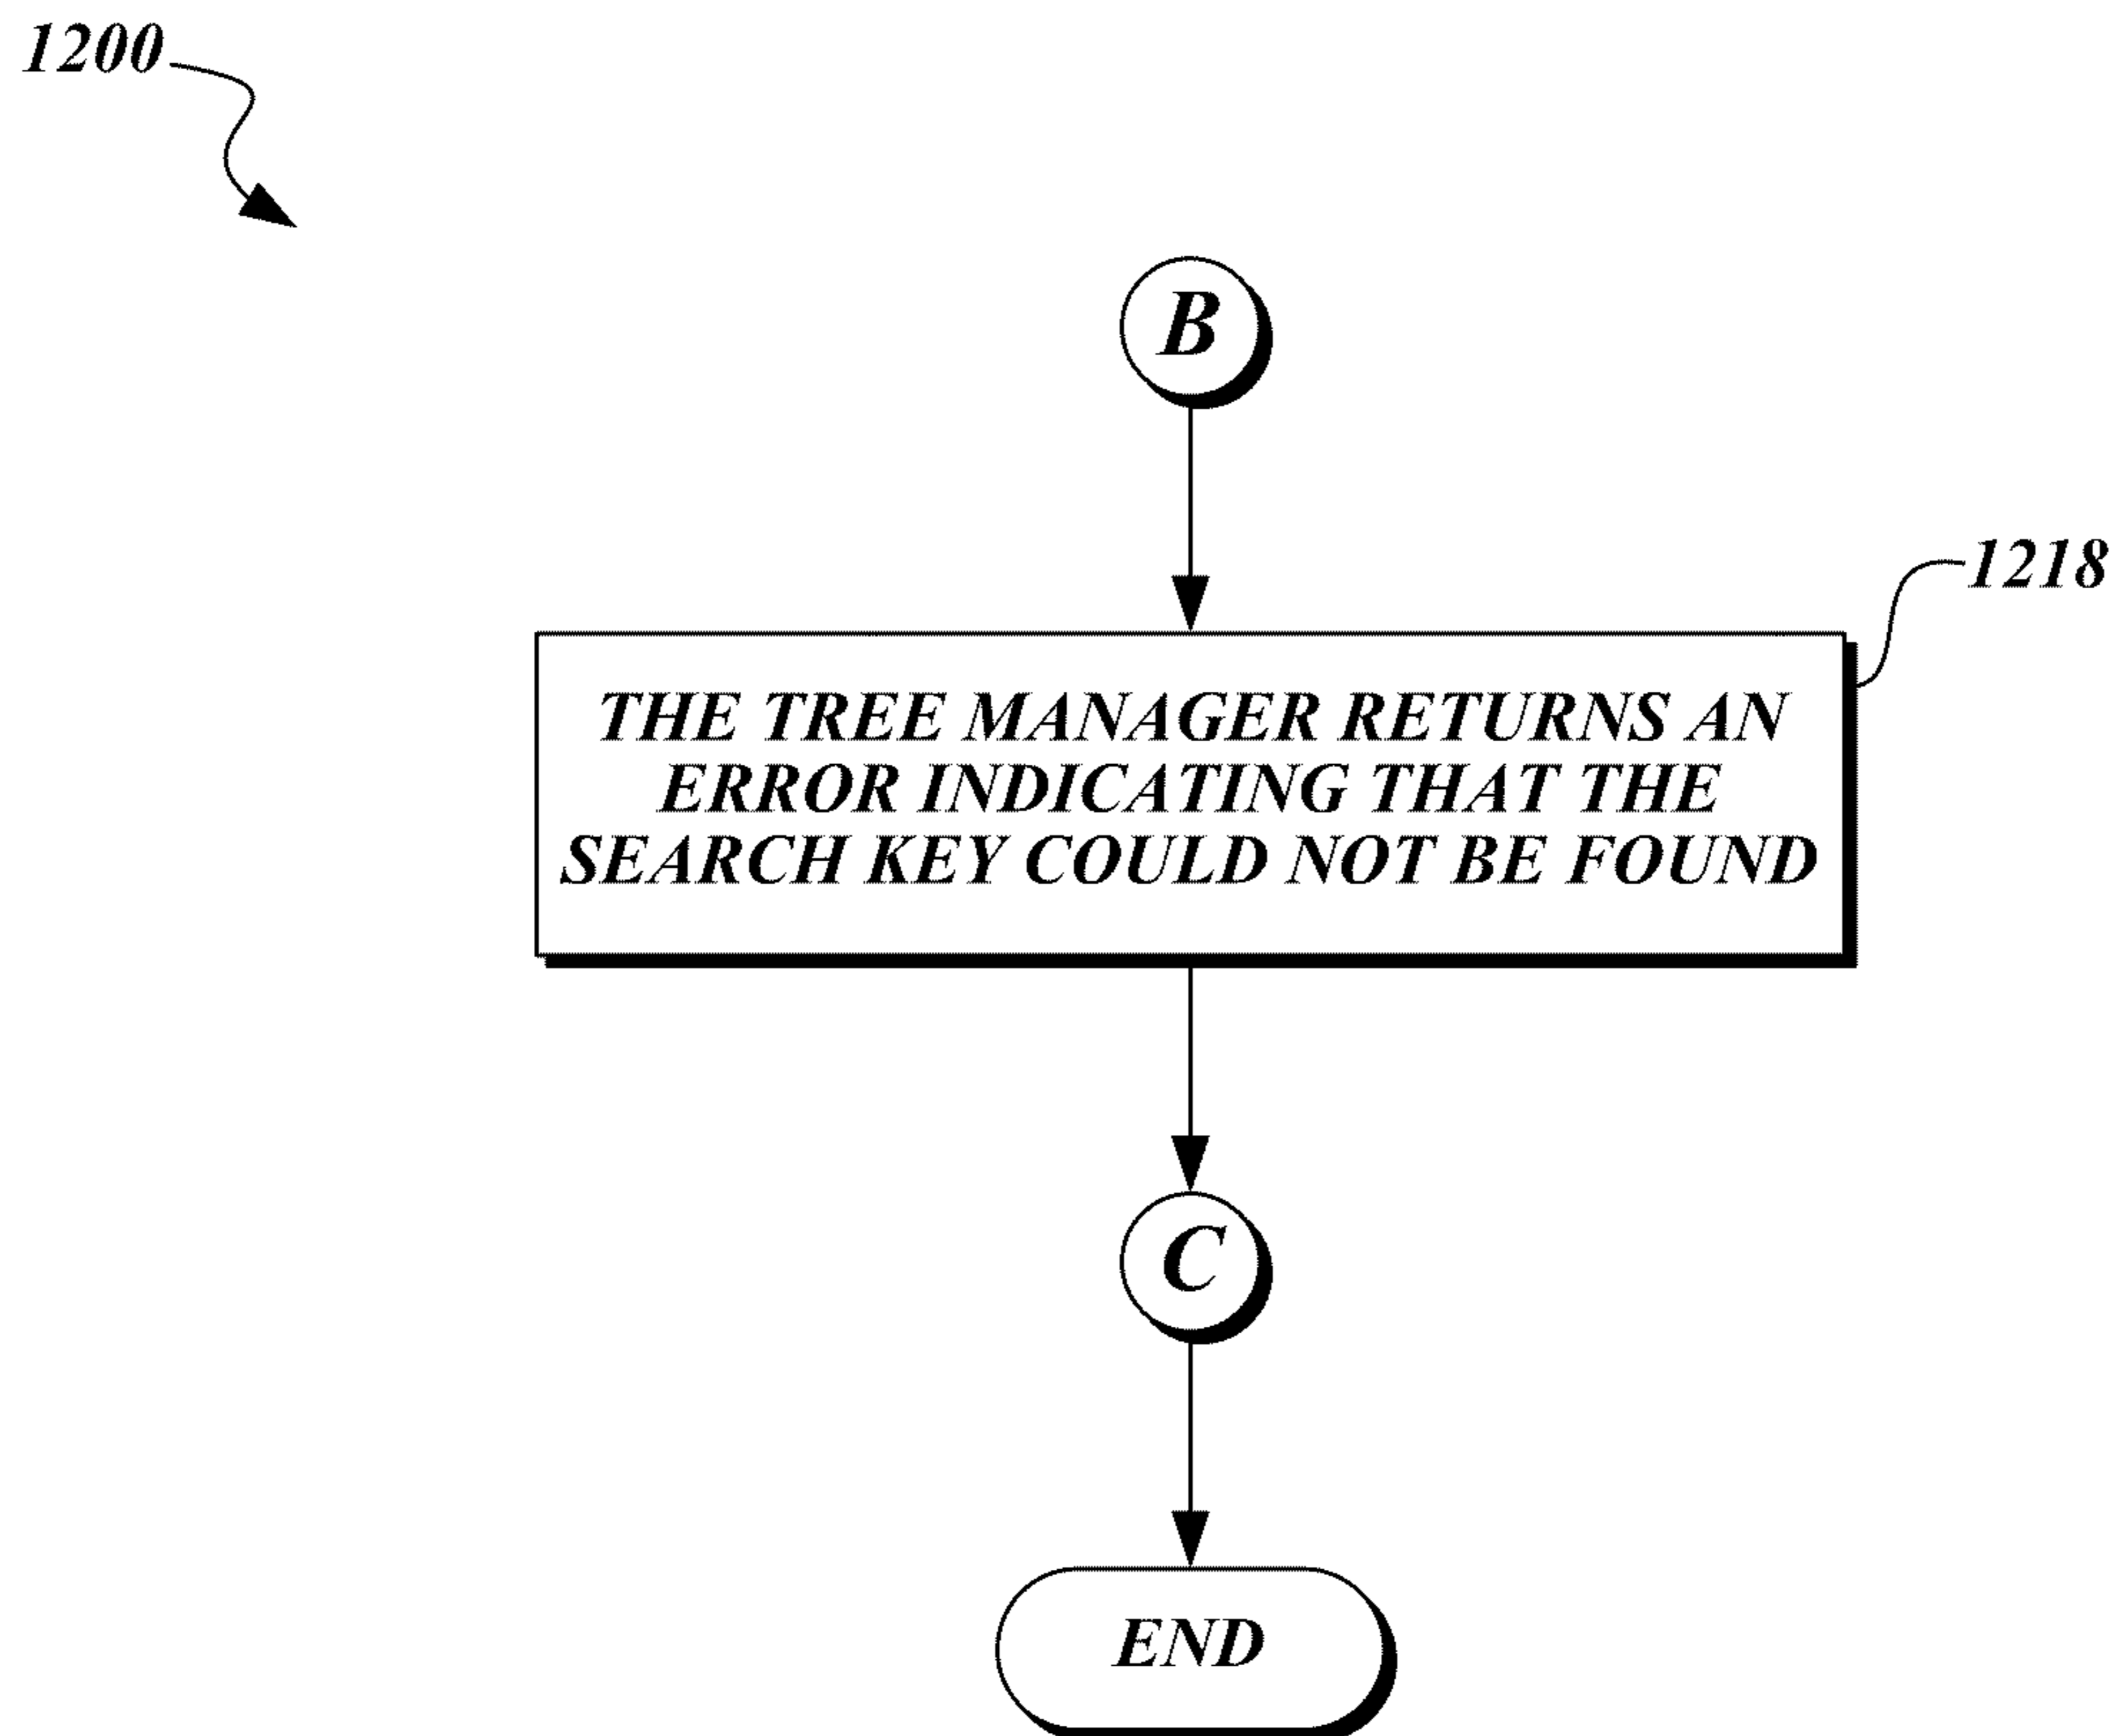 1200
B
1218
THE TREE MANAGER RETURNS AN
ERROR INDICATING THAT THE
SEARCH KEY COULD NOT BE FOUND
C
END